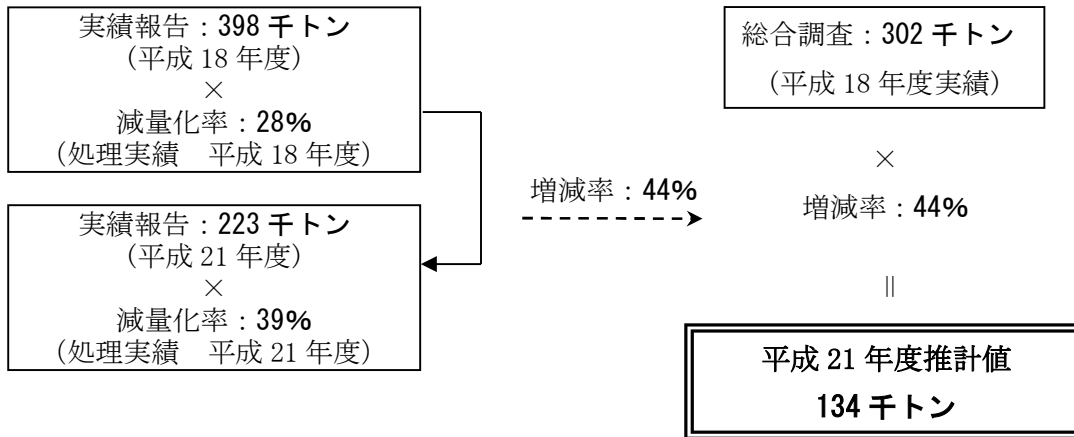 実績報告：398 千トン
（平成 18 年度）
×
減量化率：28%
（処理実績　平成 18 年度）
実績報告：223 千トン
（平成 21 年度）
×
減量化率：39%
（処理実績　平成 21 年度）
増減率：44%
総合調査：302 千トン
（平成 18 年度実績）
×
増減率：44%
＝
平成 21 年度推計値
134 千トン